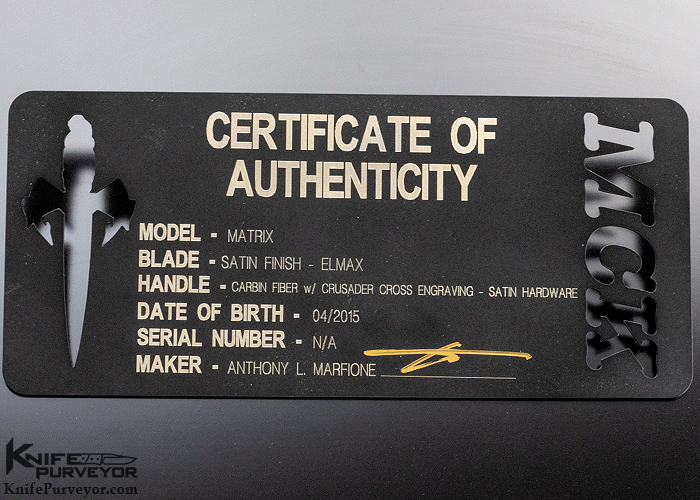 CERTIFICATE OF
AUTHENTICITY
MODEL - MATRIX
BLADE - SATIN FINISH - ELMAX
HANDLE - CARBIN FIBER w/ CRUSADER CROSS ENGRAVING - SATIN HARDWARE
DATE OF BIRTH - 04/2015
SERIAL NUMBER - N/A
MAKER - ANTHONY L. MARFIONE
MCK
KNIFE
PURVEYOR
KnifePurveyor.com